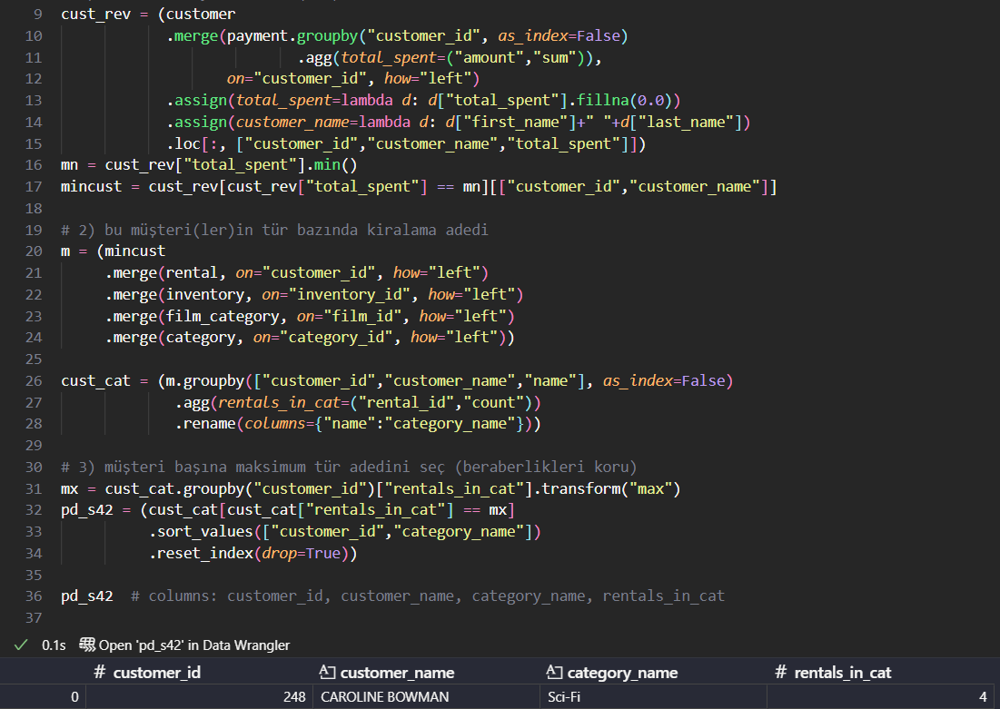 9 cust_rev = (customer
10 .merge(payment.groupby("customer_id", as_index=False)
11 .agg(total_spent=("amount","sum")),
12 on="customer_id", how="left")
13 .assign(total_spent=lambda d: d["total_spent"].fillna(0.0))
14 .assign(customer_name=lambda d: d["first_name"]+" "+d["last_name"])
15 .loc[:, ["customer_id","customer_name","total_spent"]])
16 mn = cust_rev["total_spent"].min()
17 mincust = cust_rev[cust_rev["total_spent"] == mn][["customer_id","customer_name"]]
18
19 # 2) bu müşteri(ler)in tür bazında kiralama adedi
20 m = (mincust
21 .merge(rental, on="customer_id", how="left")
22 .merge(inventory, on="inventory_id", how="left")
23 .merge(film_category, on="film_id", how="left")
24 .merge(category, on="category_id", how="left"))
25
26 cust_cat = (m.groupby(["customer_id","customer_name","name"], as_index=False)
27 .agg(rentals_in_cat=("rental_id","count"))
28 .rename(columns={"name":"category_name"}))
29
30 # 3) müşteri başına maksimum tür adedini seç (beraberlikleri koru)
31 mx = cust_cat.groupby("customer_id")["rentals_in_cat"].transform("max")
32 pd_s42 = (cust_cat[cust_cat["rentals_in_cat"] == mx]
33 .sort_values(["customer_id","category_name"])
34 .reset_index(drop=True))
35
36 pd_s42 # columns: customer_id, customer_name, category_name, rentals_in_cat
37
✓ 0.1s Open 'pd_s42' in Data Wrangler
# customer_id customer_name category_name # rentals_in_cat
0 248 CAROLINE BOWMAN Sci-Fi 4